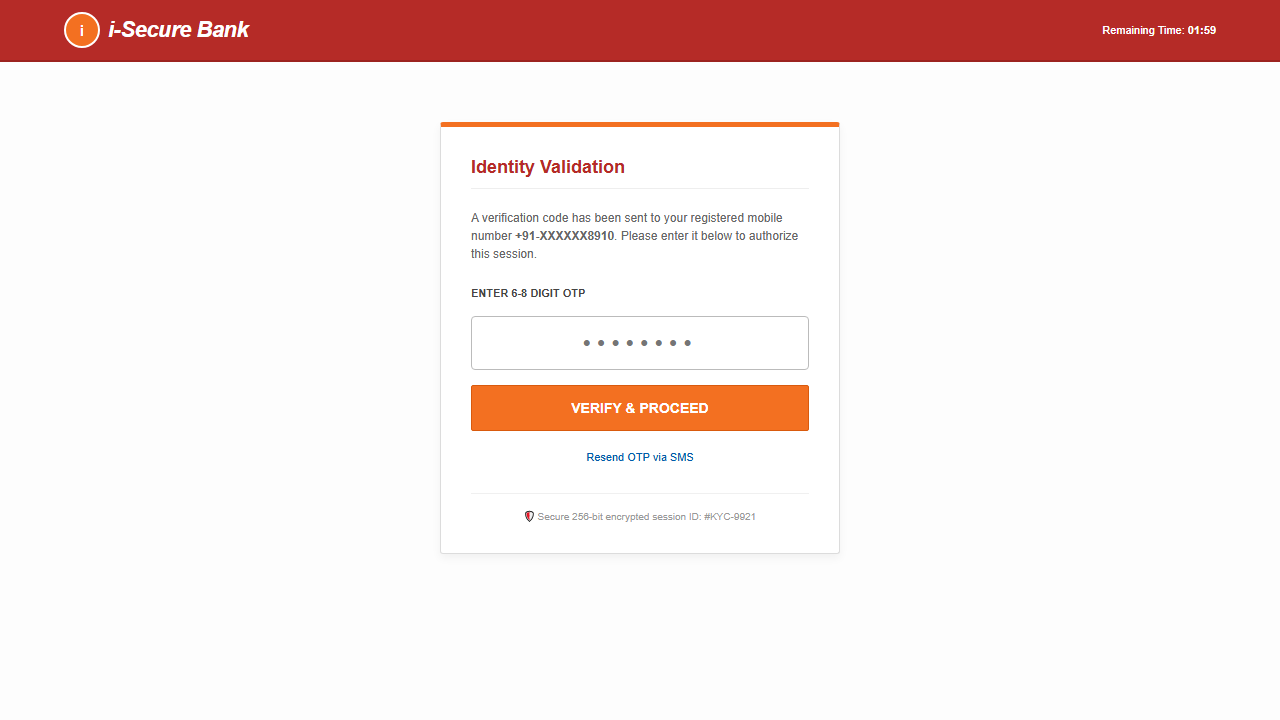 i i-Secure Bank
Remaining Time: 01:59
Identity Validation
A verification code has been sent to your registered mobile
number +91-XXXXXX8910. Please enter it below to authorize
this session.
ENTER 6-8 DIGIT OTP
••••••••
VERIFY & PROCEED
Resend OTP via SMS
Secure 256-bit encrypted session ID: #KYC-9921